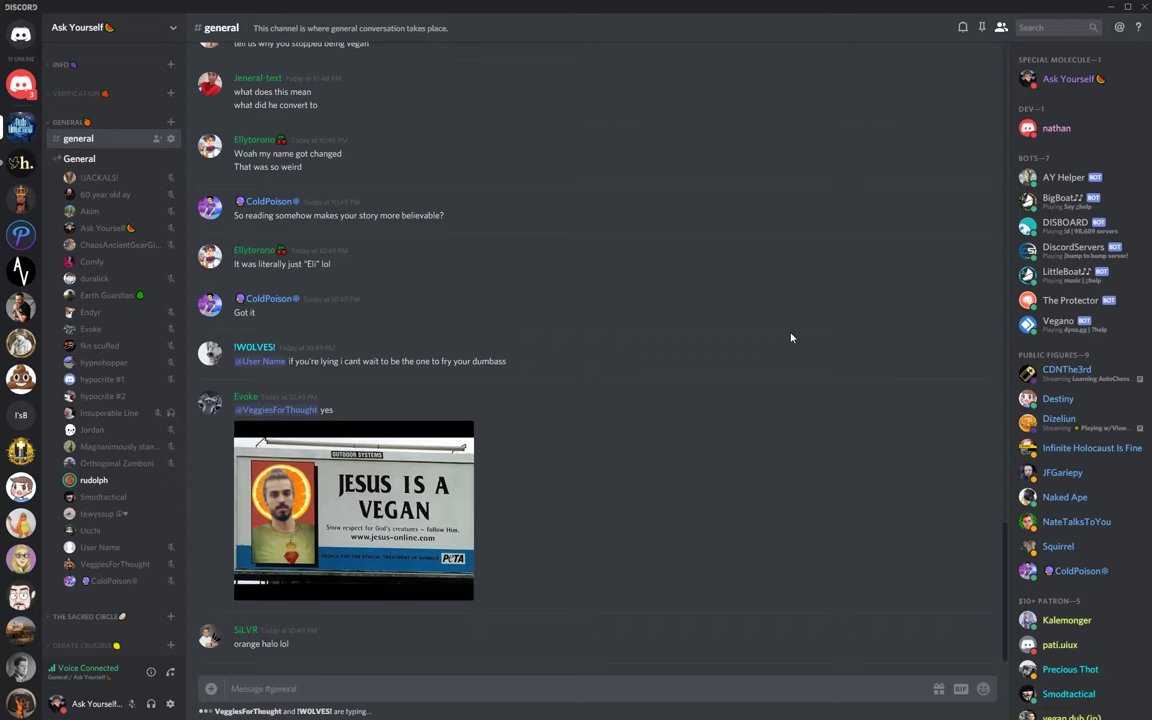 DISCORD
Ask Yourself
# general
This channel is where general conversation takes place.
Search
31 ONLINE
INFO
VERIFICATION
GENERAL
# general
General
!JACKALS!
60 year old ay
Akim
Ask Yourself
ChaosAncientGearGi...
Comfy
duralick
Earth Guardian
Endyr
Evoke
fkn scuffed
hypnohopper
hypocrite #1
hypocrite #2
Insuperable Line
Jordan
Magnanimously stan...
Orthogonal Zamboni
rudolph
Smodtactical
tewyssup
Ucchi
User Name
VeggiesForThought
ColdPoison
THE SACRED CIRCLE
DEBATE CRUCIBLE
Voice Connected
General / Ask Yourself
Ask Yourself...
3
h.
I'sB
tell us why you stopped being vegan
Jeneral-text Today at 10:48 PM
what does this mean
what did he convert to
Ellytorono Today at 10:49 PM
Woah my name got changed
That was so weird
ColdPoison Today at 10:49 PM
So reading somehow makes your story more believable?
Ellytorono Today at 10:49 PM
It was literally just "Eli" lol
ColdPoison Today at 10:49 PM
Got it
!W0LVES! Today at 10:49 PM
@User Name if you're lying i cant wait to be the one to fry your dumbass
Evoke Today at 10:49 PM
@VeggiesForThought yes
OUTDOOR SYSTEMS
JESUS IS A
VEGAN
Show respect for God's creatures – follow Him.
www.jesus-online.com
PEOPLE FOR THE ETHICAL TREATMENT OF ANIMALS PETA
SILVR Today at 10:49 PM
orange halo lol
Message #general
GIF
VeggiesForThought and !W0LVES! are typing...
SPECIAL MOLECULE—1
Ask Yourself
DEV—1
nathan
BOTS—7
AY Helper BOT
BigBoat♪♪ BOT
Playing Say ;;help
DISBOARD BOT
Playing !d | 98,689 servers
DiscordServers BOT
Playing !bump to bump server!
LittleBoat♪♪ BOT
Playing music | ;;help
The Protector BOT
Vegano BOT
Playing dyno.gg | ?help
PUBLIC FIGURES—9
CDNThe3rd
Streaming Learning AutoChess...
Destiny
Dizeliun
Streaming ★ Playing w/View...
Infinite Holocaust Is Fine
JFGariepy
Naked Ape
NateTalksToYou
Squirrel
ColdPoison
$10+ PATRON—5
Kalemonger
pati.uiux
Precious Thot
Smodtactical